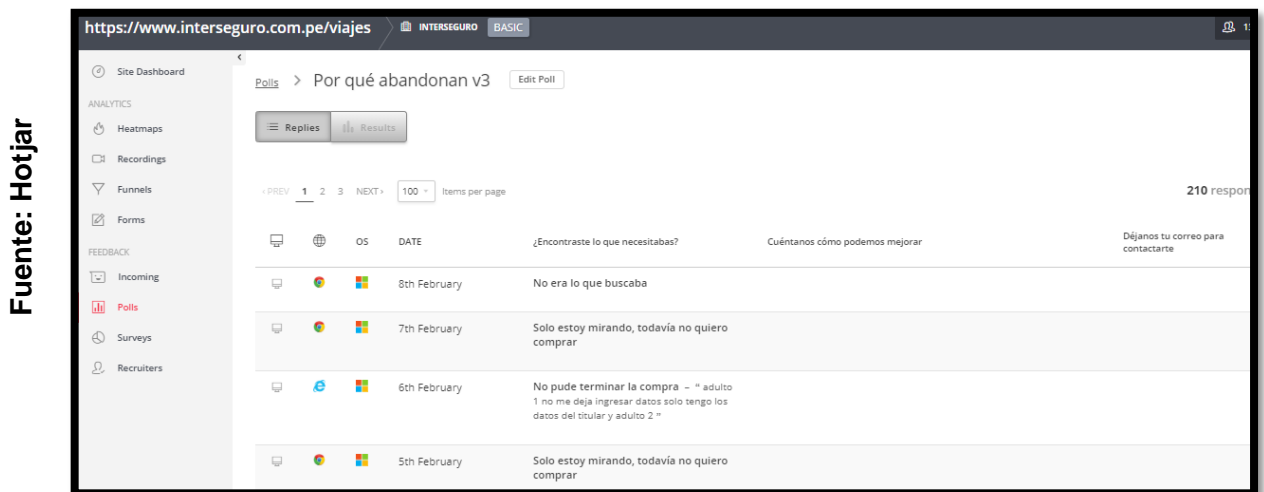 Fuente: Hotjar
https://www.interseguro.com.pe/viajes
INTERSEGURO BASIC
Site Dashboard
ANALYTICS
Heatmaps
Recordings
Funnels
Forms
FEEDBACK
Incoming
Polls
Surveys
Recruiters
Polls > Por qué abandonan v3 Edit Poll
Replies Results
‹ PREV 1 2 3 NEXT › 100 Items per page
210 respon
OS DATE ¿Encontraste lo que necesitabas? Cuéntanos cómo podemos mejorar Déjanos tu correo para
contactarte
8th February No era lo que buscaba
7th February Solo estoy mirando, todavía no quiero
comprar
6th February No pude terminar la compra – " adulto
1 no me deja ingresar datos solo tengo los
datos del titular y adulto 2 "
5th February Solo estoy mirando, todavía no quiero
comprar